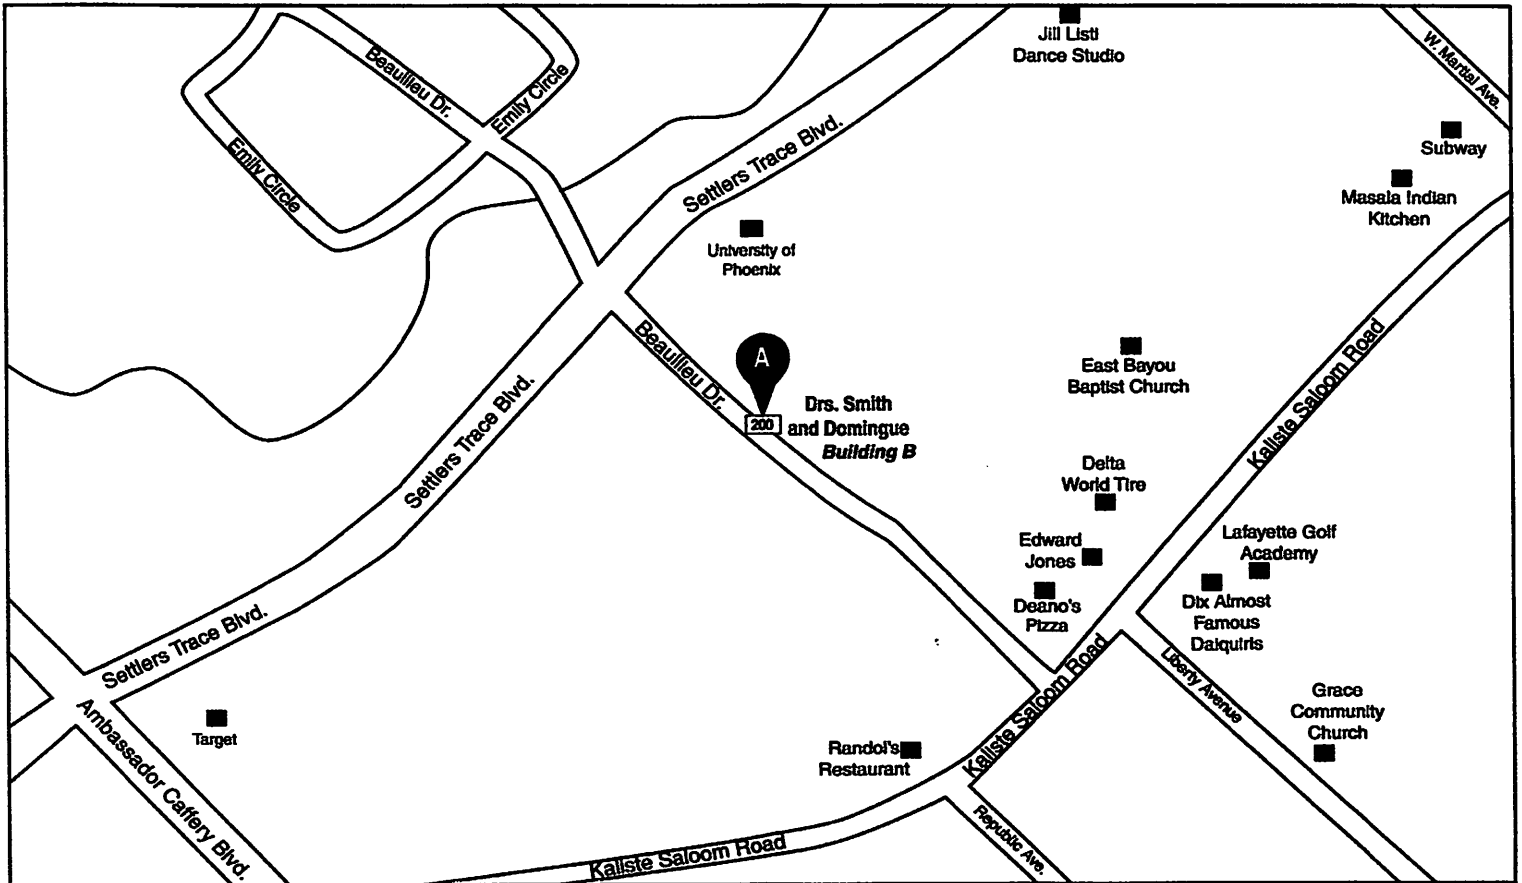 Jill Listi
Dance Studio
W. Martial Ave.
Beaullieu Dr.
Emily Circle
Subway
Settlers Trace Blvd.
Emily Circle
Masala Indian
Kitchen
University of
Phoenix
Beaullieu Dr.
A
200
Drs. Smith
and Domingue
Building B
East Bayou
Baptist Church
Kaliste Saloom Road
Settlers Trace Blvd.
Delta
World Tire
Edward
Jones
Lafayette Golf
Academy
Deano's
Pizza
Dix Almost
Famous
Daiquiris
Settlers Trace Blvd.
Kaliste Saloom Road
Liberty Avenue
Grace
Community
Church
Ambassador Caffery Blvd.
Target
Randol's
Restaurant
Republic Ave.
Kaliste Saloom Road